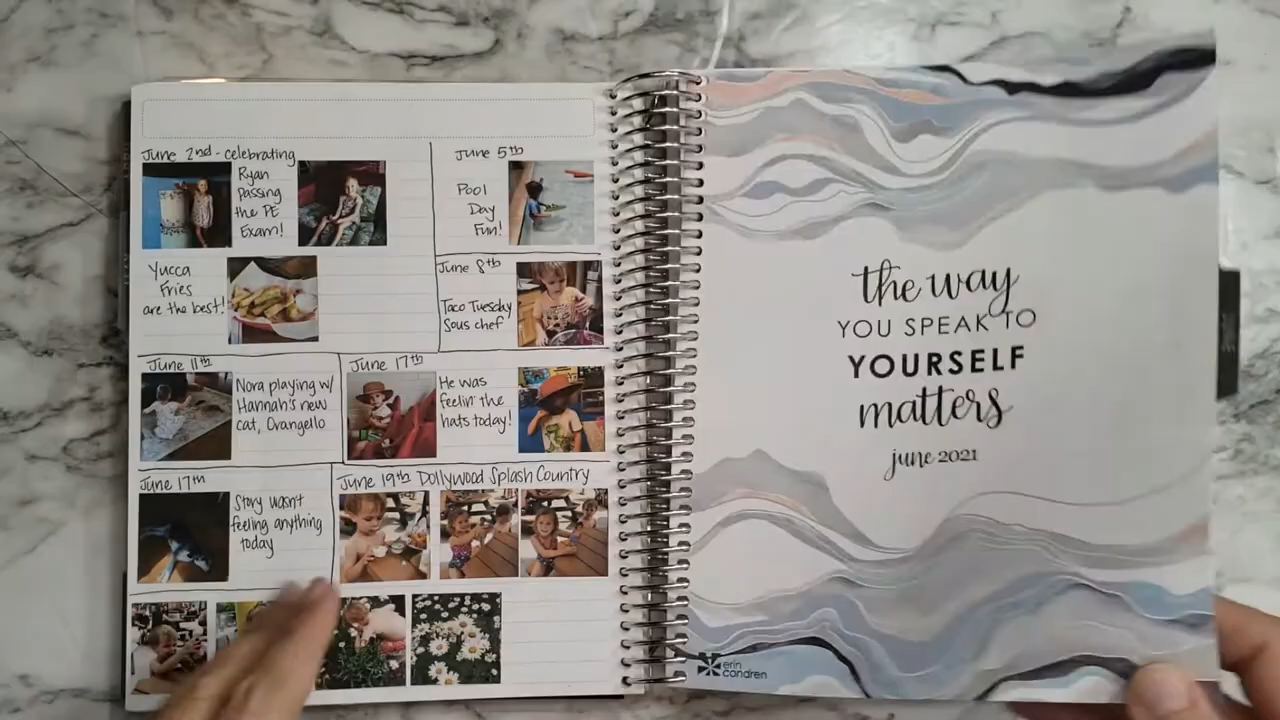 June 2nd - celebrating
Ryan
Passing
the PE
Exam!
Yucca
Fries
are the best!
June 5th
Pool
Day
Fun!
June 8th
Taco Tuesday
Sous chef
June 11th
Nora playing w/
Hannah's new
cat, Orangello
June 17th
He was
feelin' the
hats today!
June 17th
Story wasn't
feeling anything
today
June 19th Dollywood Splash Country
the way
YOU SPEAK TO
YOURSELF
matters
june 2021
erin
condren